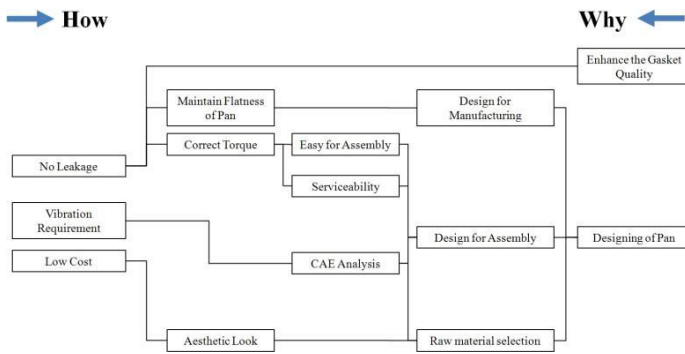 How
Why
Enhance the Gasket
Quality
Maintain Flatness
of Pan
Design for
Manufacturing
Correct Torque
Easy for Assembly
No Leakage
Serviceability
Vibration
Requirement
Design for Assembly
Designing of Pan
Low Cost
CAE Analysis
Aesthetic Look
Raw material selection